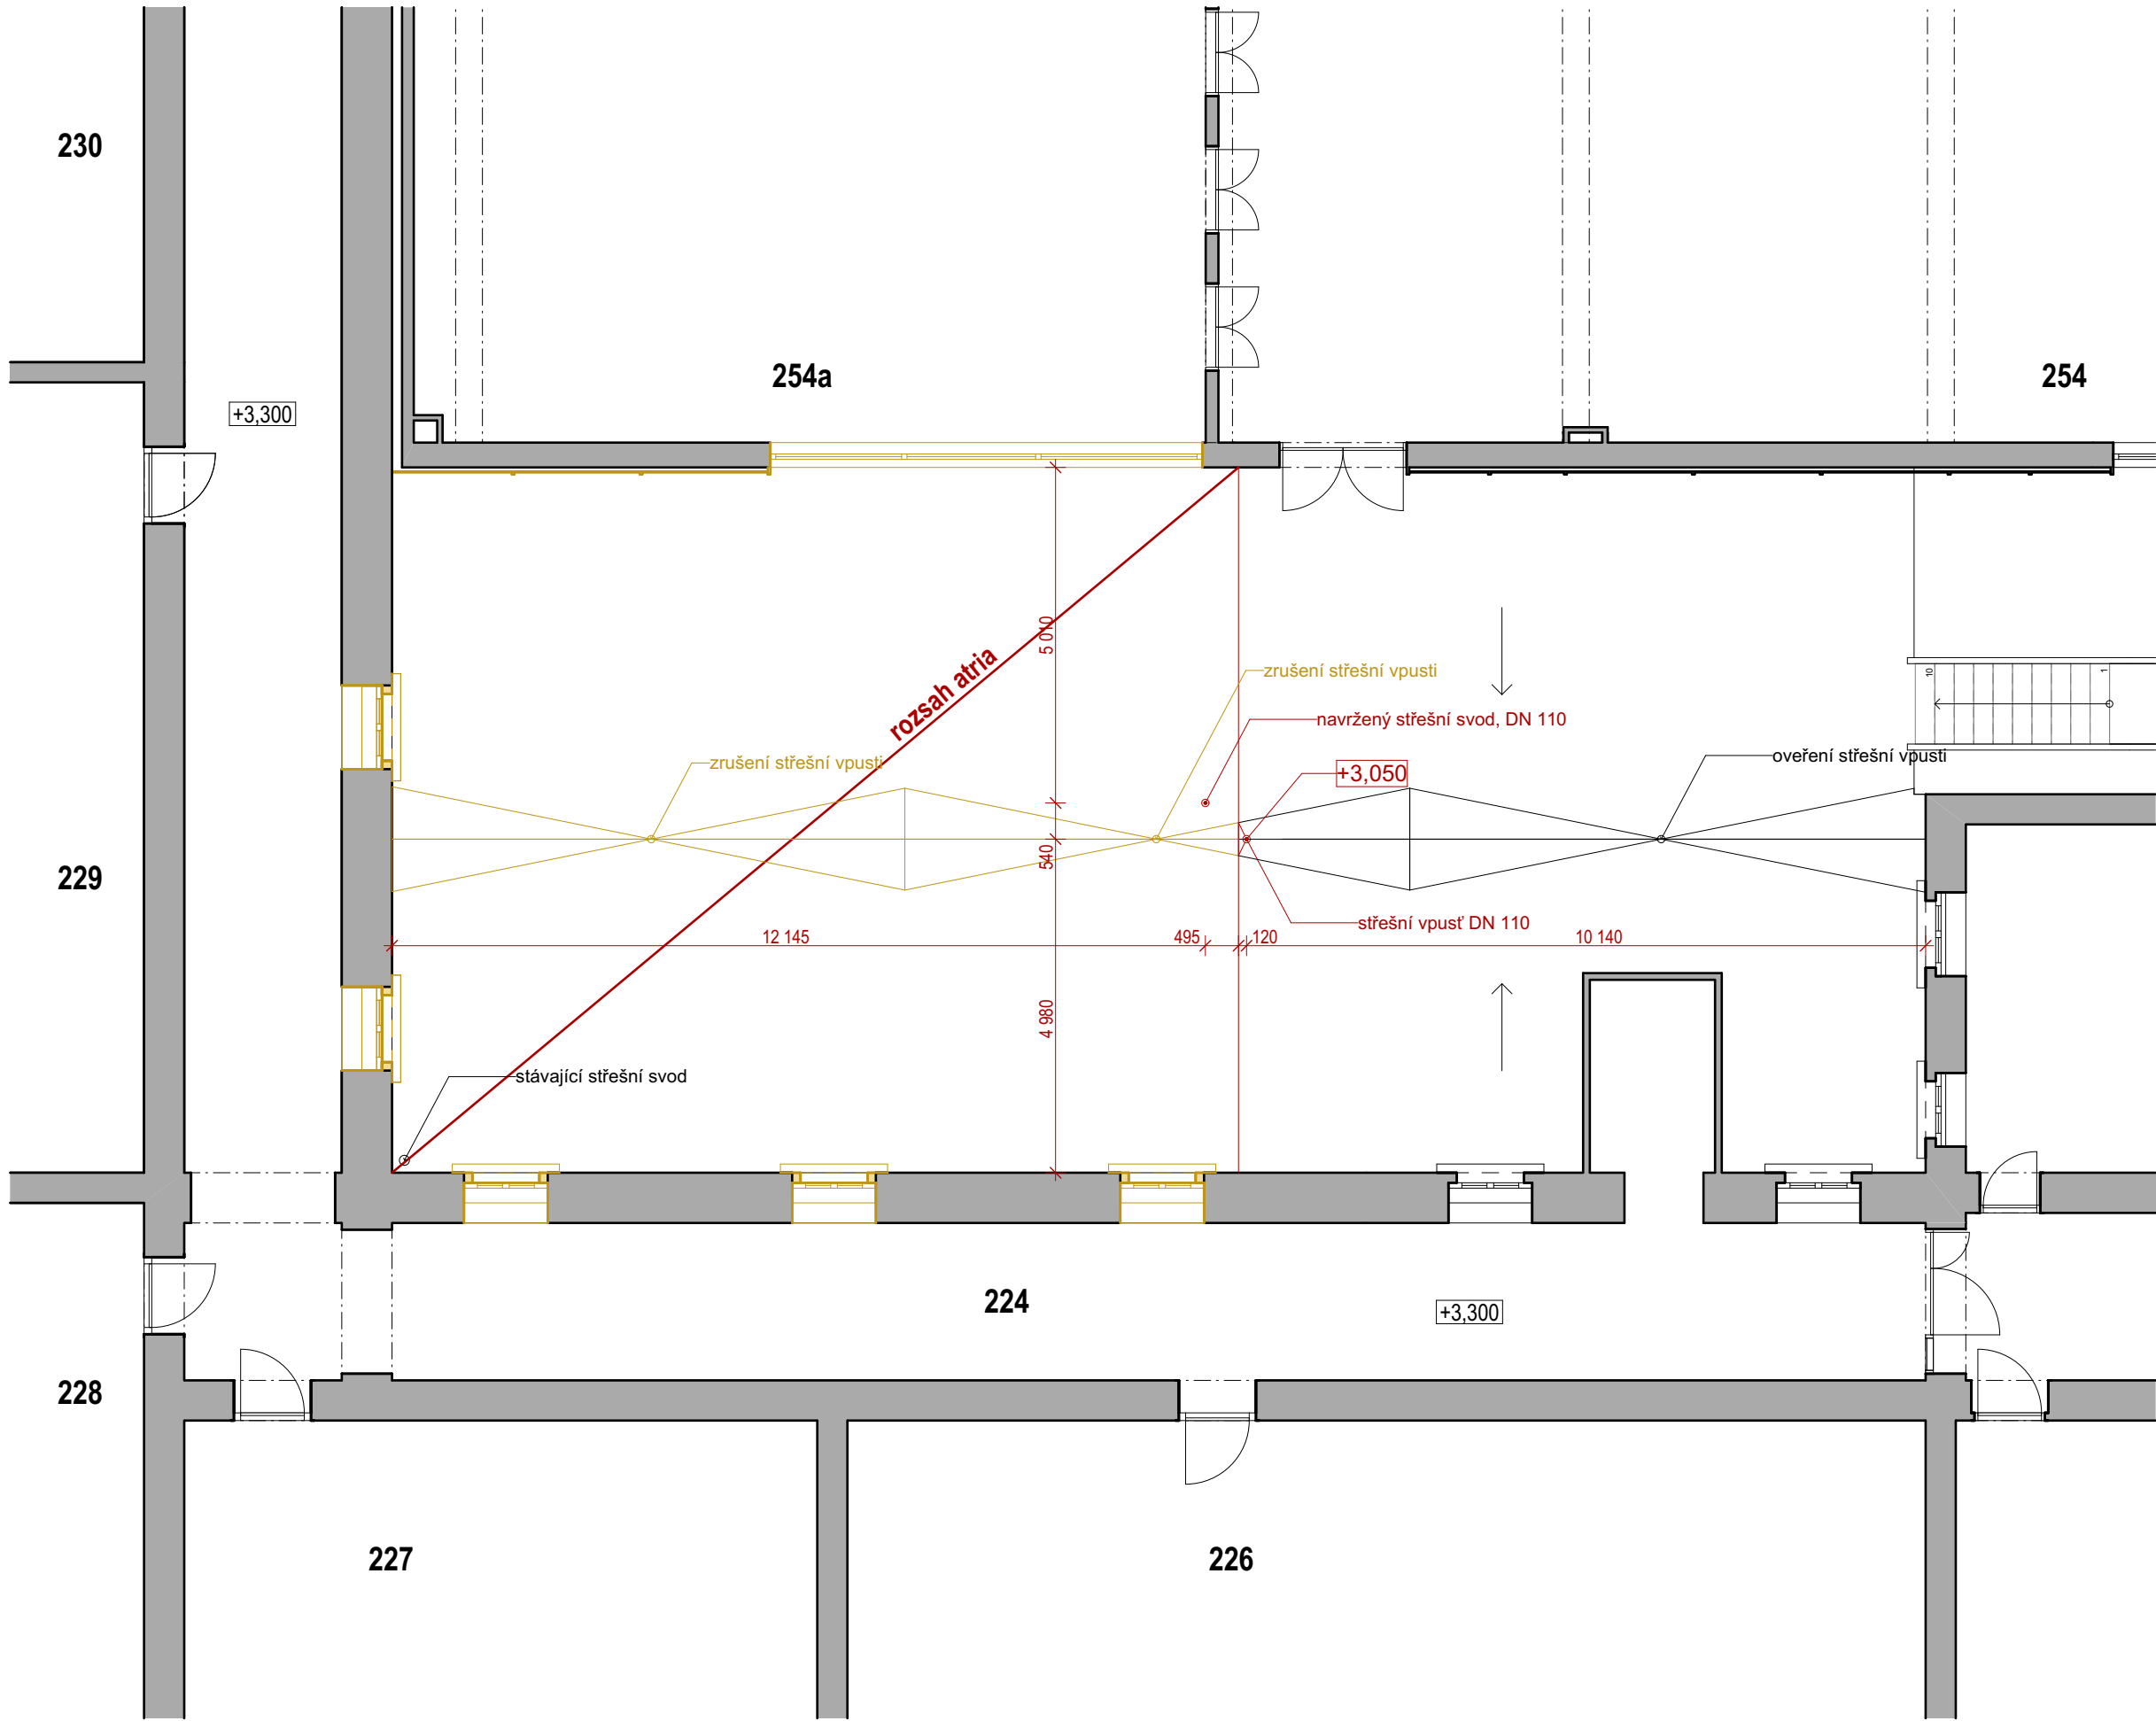 230
+3,300
254a
254
5 010
rozsah atria
zrušení střešní vpusti
10
1
navržený střešní svod, DN 110
zrušení střešní vpusti
+3,050
oveření střešní vpusti
540
229
střešní vpusť DN 110
12 145
495
120
10 140
4 980
stávající střešní svod
224
+3,300
228
227
226